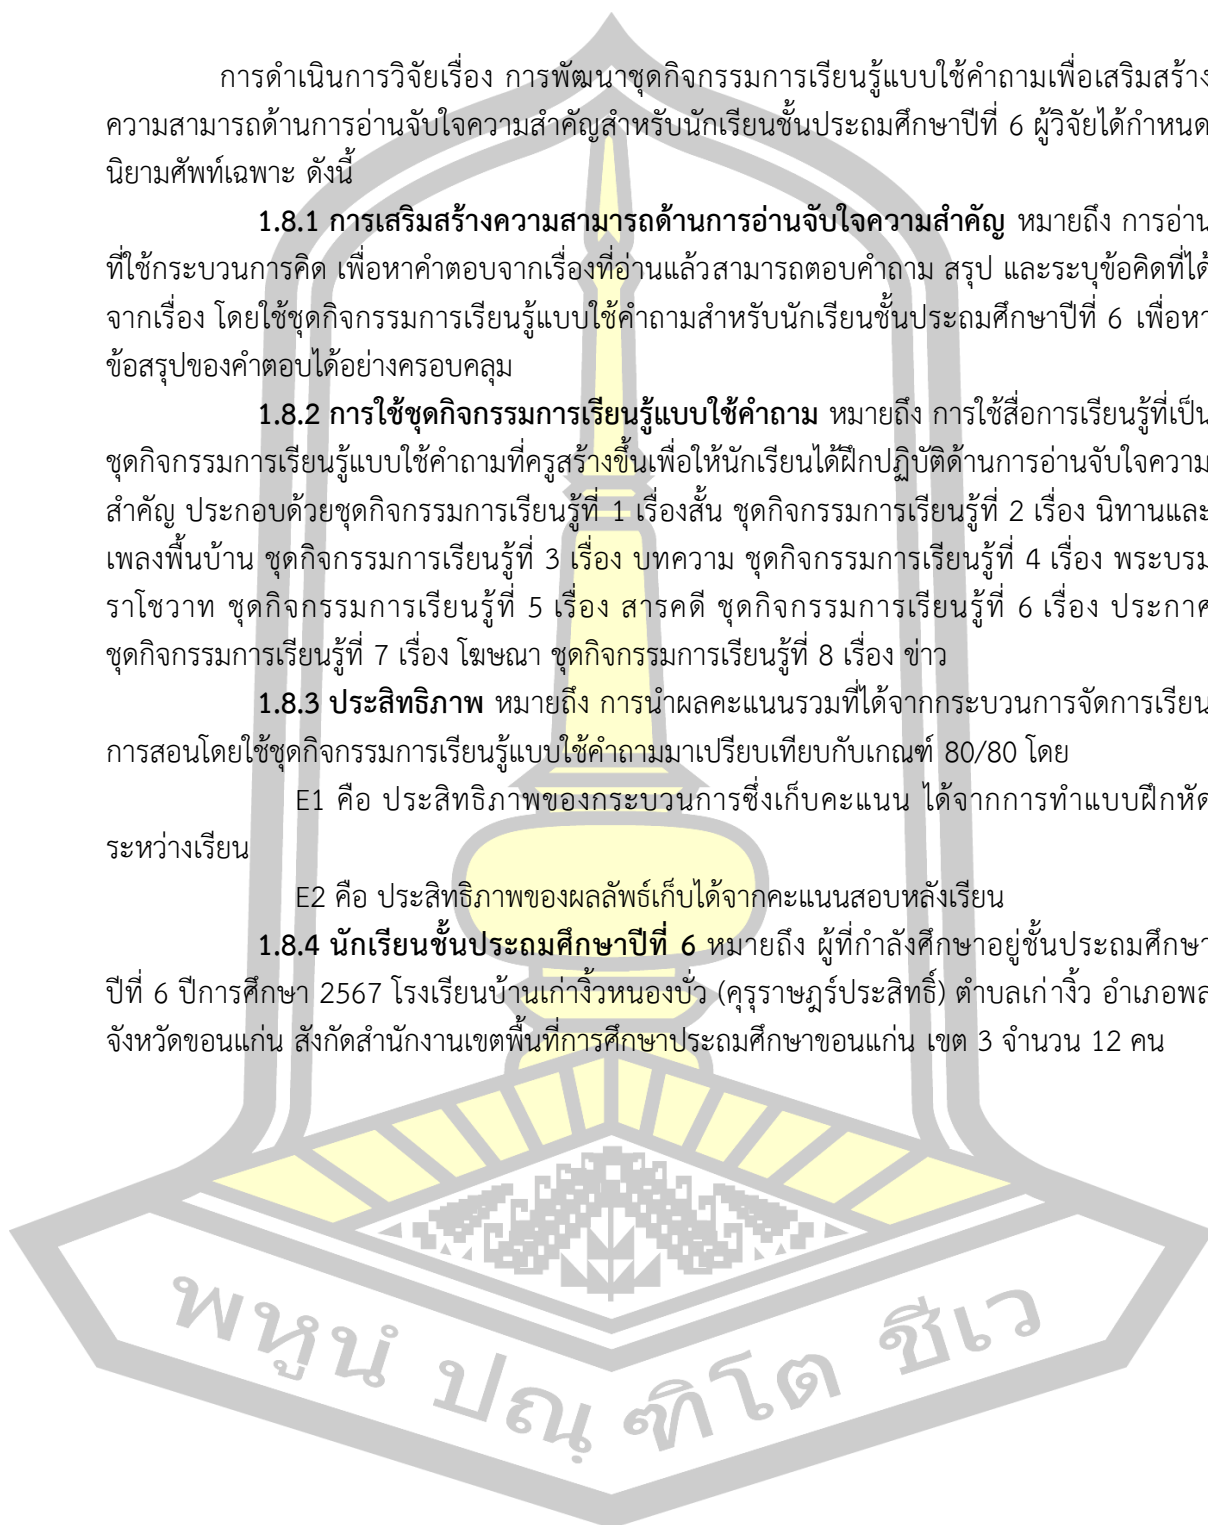 การดำเนินการวิจัยเรื่อง การพัฒนาชุดกิจกรรมการเรียนรู้แบบใช้คำถามเพื่อเสริมสร้าง
ความสามารถด้านการอ่านจับใจความสำคัญสำหรับนักเรียนชั้นประถมศึกษาปีที่ 6 ผู้วิจัยได้กำหนด
นิยามศัพท์เฉพาะ ดังนี้
1.8.1 การเสริมสร้างความสามารถด้านการอ่านจับใจความสำคัญ หมายถึง การอ่าน
ที่ใช้กระบวนการคิด เพื่อหาคำตอบจากเรื่องที่อ่านแล้วสามารถตอบคำถาม สรุป และระบุข้อคิดที่ได้
จากเรื่อง โดยใช้ชุดกิจกรรมการเรียนรู้แบบใช้คำถามสำหรับนักเรียนชั้นประถมศึกษาปีที่ 6 เพื่อหา
ข้อสรุปของคำตอบได้อย่างครอบคลุม
1.8.2 การใช้ชุดกิจกรรมการเรียนรู้แบบใช้คำถาม หมายถึง การใช้สื่อการเรียนรู้ที่เป็น
ชุดกิจกรรมการเรียนรู้แบบใช้คำถามที่ครูสร้างขึ้นเพื่อให้นักเรียนได้ฝึกปฏิบัติด้านการอ่านจับใจความ
สำคัญ ประกอบด้วยชุดกิจกรรมการเรียนรู้ที่ 1 เรื่องสั้น ชุดกิจกรรมการเรียนรู้ที่ 2 เรื่อง นิทานและ
เพลงพื้นบ้าน ชุดกิจกรรมการเรียนรู้ที่ 3 เรื่อง บทความ ชุดกิจกรรมการเรียนรู้ที่ 4 เรื่อง พระบรม
ราโชวาท ชุดกิจกรรมการเรียนรู้ที่ 5 เรื่อง สารคดี ชุดกิจกรรมการเรียนรู้ที่ 6 เรื่อง ประกาศ
ชุดกิจกรรมการเรียนรู้ที่ 7 เรื่อง โฆษณา ชุดกิจกรรมการเรียนรู้ที่ 8 เรื่อง ข่าว
1.8.3 ประสิทธิภาพ หมายถึง การนำผลคะแนนรวมที่ได้จากกระบวนการจัดการเรียน
การสอนโดยใช้ชุดกิจกรรมการเรียนรู้แบบใช้คำถามมาเปรียบเทียบกับเกณฑ์ 80/80 โดย
E1 คือ ประสิทธิภาพของกระบวนการซึ่งเก็บคะแนน ได้จากการทำแบบฝึกหัด
ระหว่างเรียน
E2 คือ ประสิทธิภาพของผลลัพธ์เก็บได้จากคะแนนสอบหลังเรียน
1.8.4 นักเรียนชั้นประถมศึกษาปีที่ 6 หมายถึง ผู้ที่กำลังศึกษาอยู่ชั้นประถมศึกษา
ปีที่ 6 ปีการศึกษา 2567 โรงเรียนบ้านเก่างิ้วหนองบัว (คุรุราษฎร์ประสิทธิ์) ตำบลเก่างิ้ว อำเภอพล
จังหวัดขอนแก่น สังกัดสำนักงานเขตพื้นที่การศึกษาประถมศึกษาขอนแก่น เขต 3 จำนวน 12 คน
พหูนํ ปณฺฑิโต ชีเว